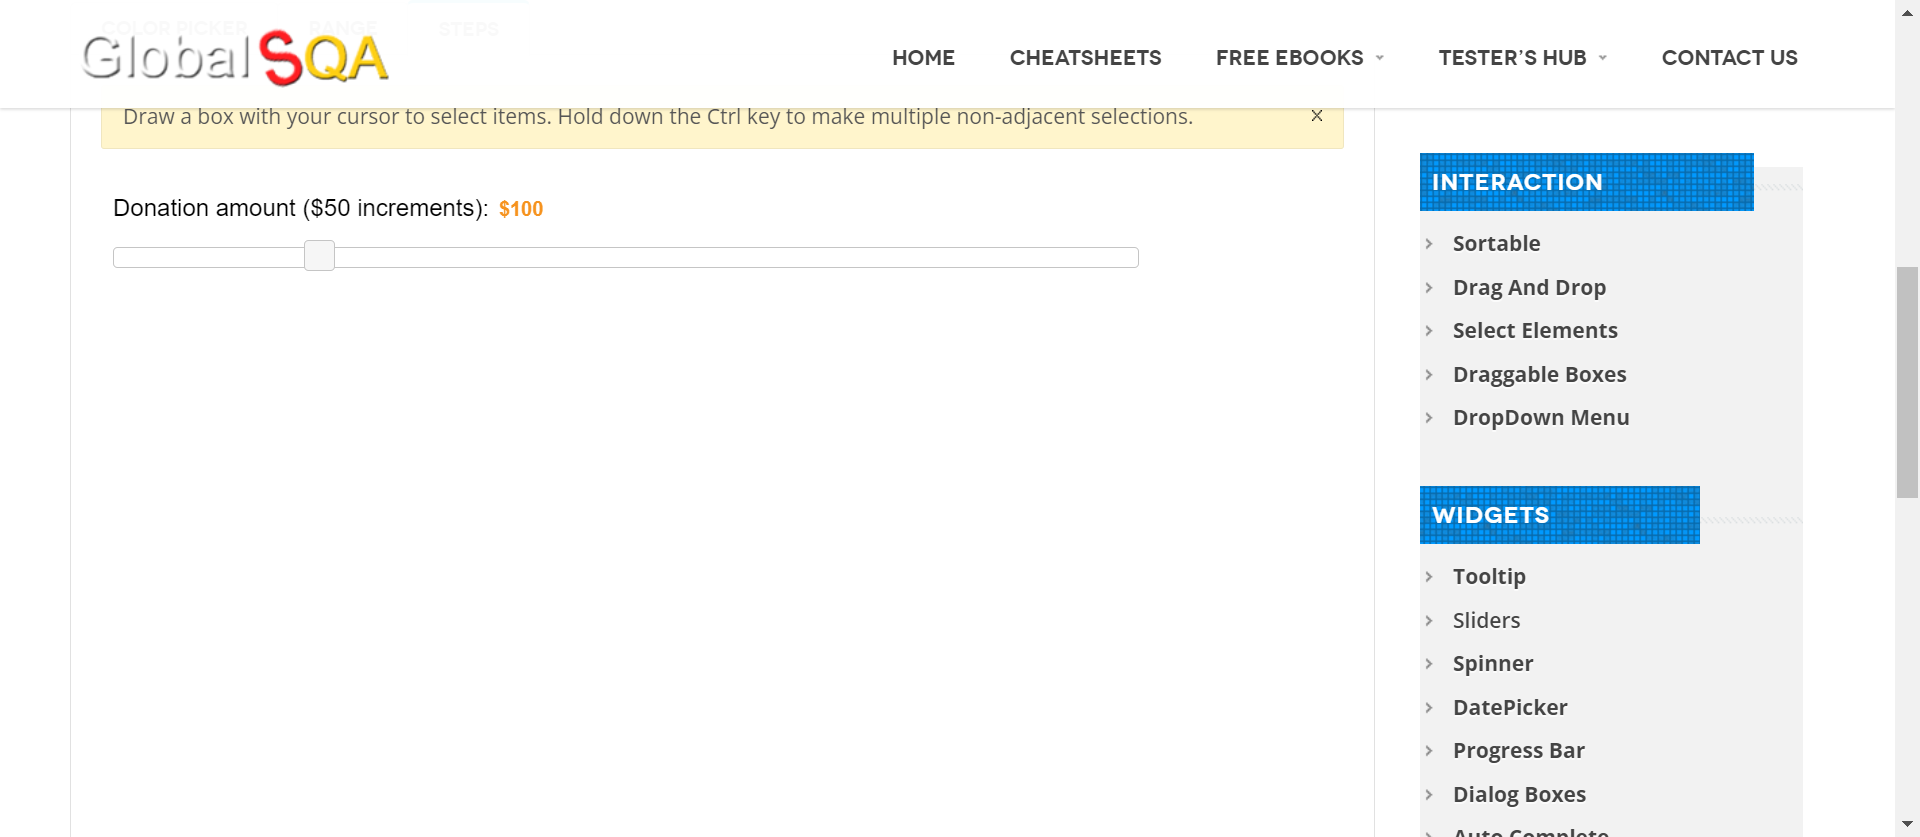 COLOR PICKER RANGE STEPS
GlobalSQA
HOME CHEATSHEETS FREE EBOOKS TESTER’S HUB CONTACT US
Draw a box with your cursor to select items. Hold down the Ctrl key to make multiple non-adjacent selections.
Donation amount ($50 increments): $100
INTERACTION
Sortable
Drag And Drop
Select Elements
Draggable Boxes
DropDown Menu
WIDGETS
Tooltip
Sliders
Spinner
DatePicker
Progress Bar
Dialog Boxes
Auto Complete